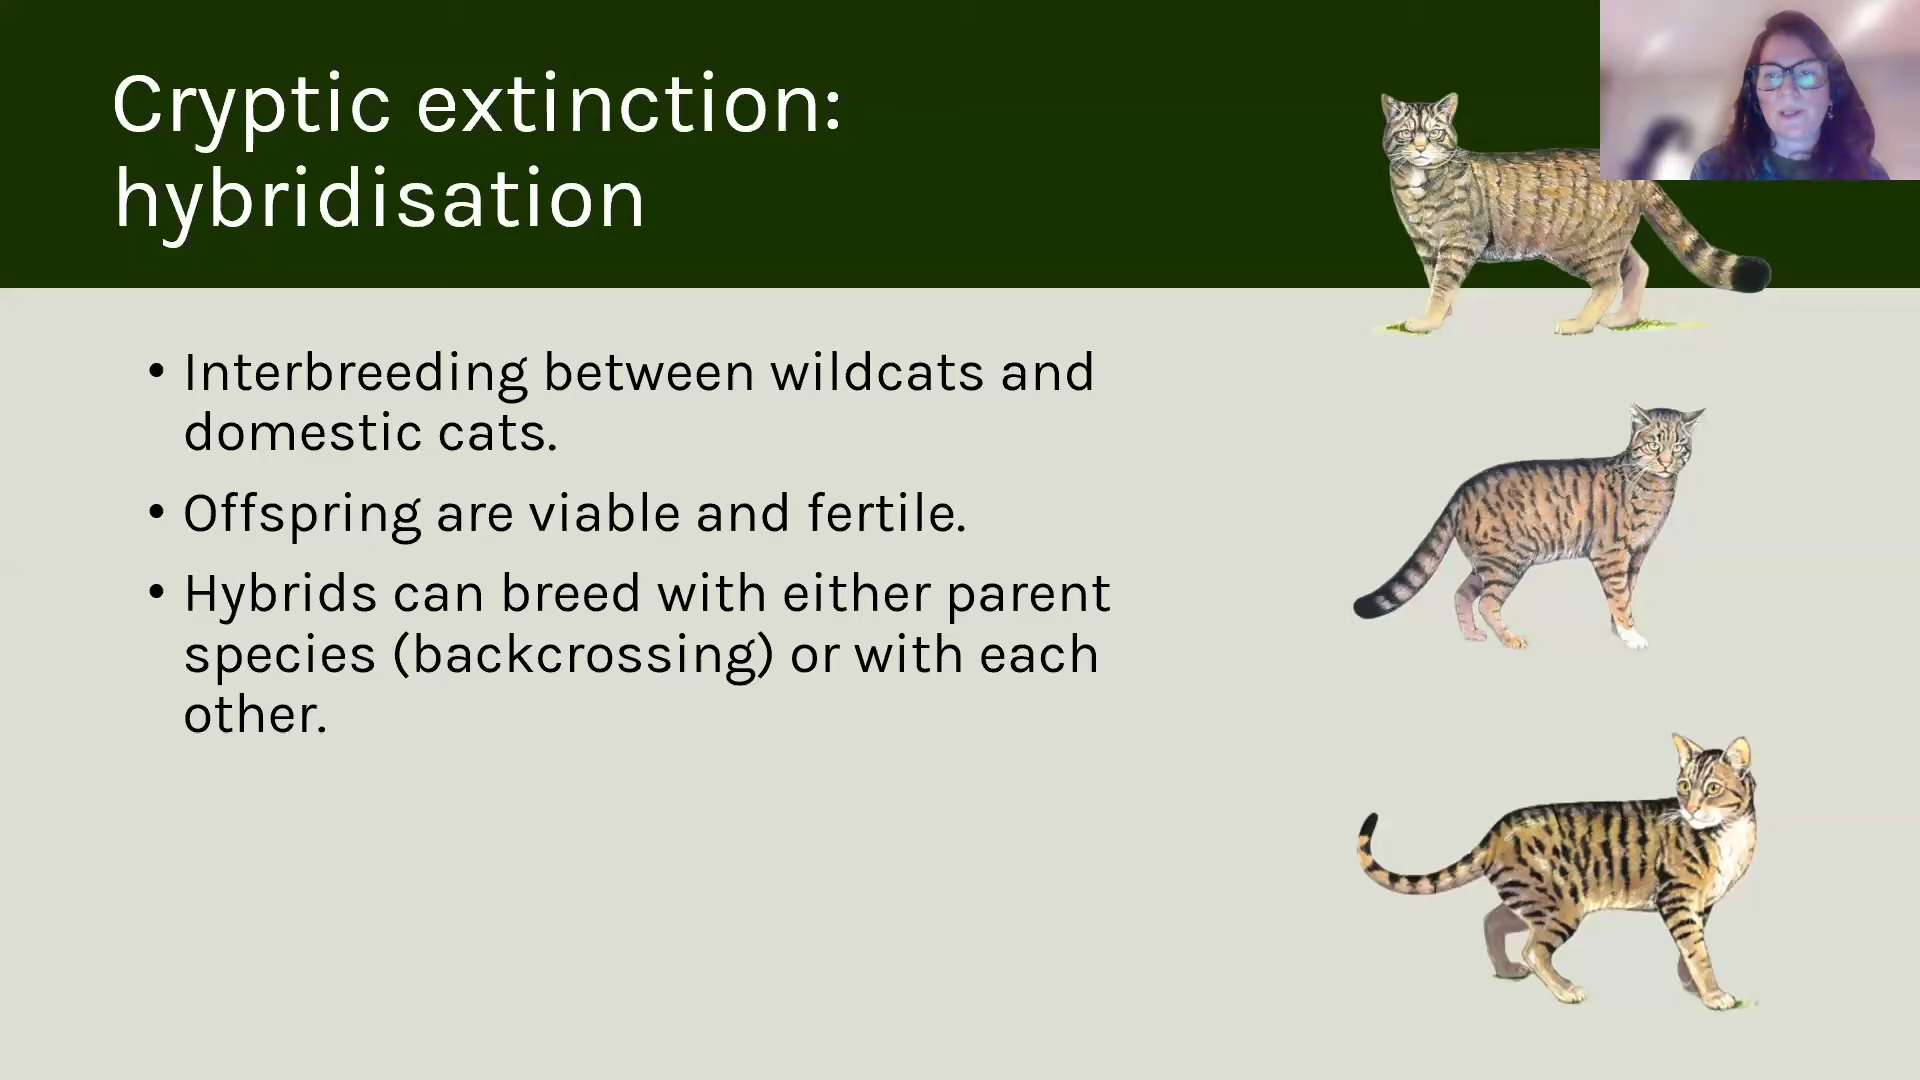 Cryptic extinction:
hybridisation
• Interbreeding between wildcats and
domestic cats.
• Offspring are viable and fertile.
• Hybrids can breed with either parent
species (backcrossing) or with each
other.